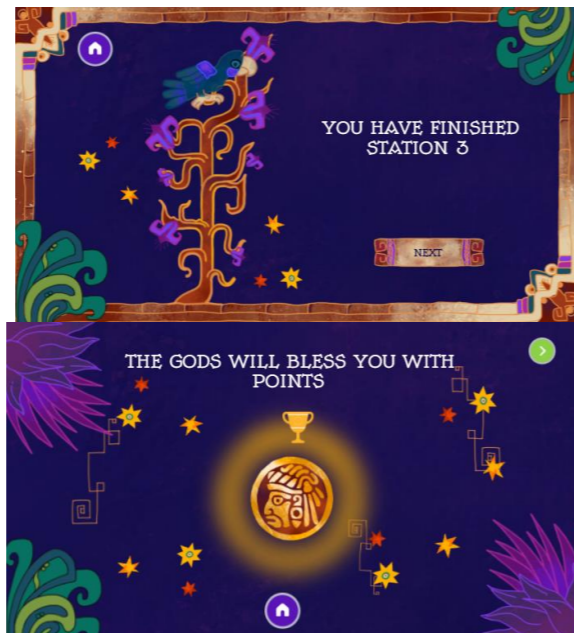 YOU HAVE FINISHED
STATION 3
NEXT
THE GODS WILL BLESS YOU WITH
POINTS